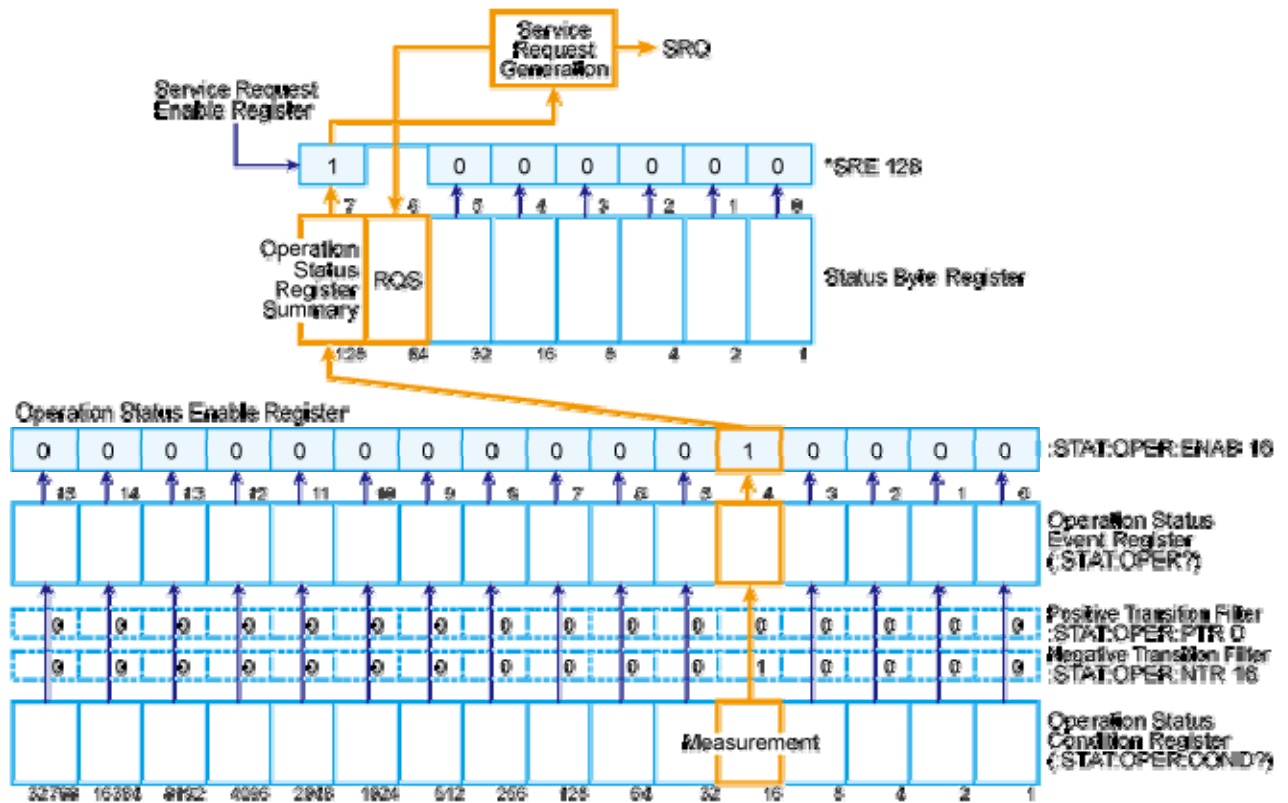 Service
Request
Generation
SRQ
Service Request
Enable Register
1 0 0 0 0 0 0
*SRE 128
7 6 5 4 3 2 1 0
Operation
Status
Register
Summary
RQS
Status Byte Register
128 64 32 16 8 4 2 1
Operation Status Enable Register
0 0 0 0 0 0 0 0 0 0 0 1 0 0 0 0
:STAT:OPER:ENAB 16
15 14 13 12 11 10 9 8 7 6 5 4 3 2 1 0
Operation Status
Event Register
(:STAT:OPER?)
0 0 0 0 0 0 0 0 0 0 0 0 0 0 0 0
Positive Transition Filter
:STAT:OPER:PTR 0
0 0 0 0 0 0 0 0 0 0 0 1 0 0 0 0
Negative Transition Filter
:STAT:OPER:NTR 16
Measurement
Operation Status
Condition Register
(:STAT:OPER:COND?)
32768 16384 8192 4096 2048 1024 512 256 128 64 32 16 8 4 2 1